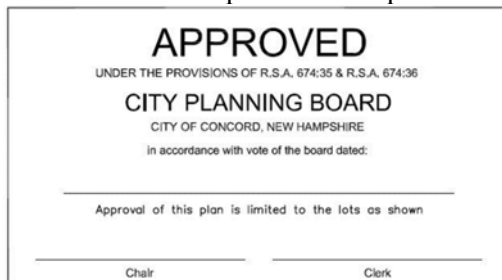 APPROVED
UNDER THE PROVISIONS OF R.S.A. 674:35 & R.S.A. 674:36
CITY PLANNING BOARD
CITY OF CONCORD, NEW HAMPSHIRE
in accordance with vote of the board dated:
Approval of this plan is limited to the lots as shown
Chair Clerk